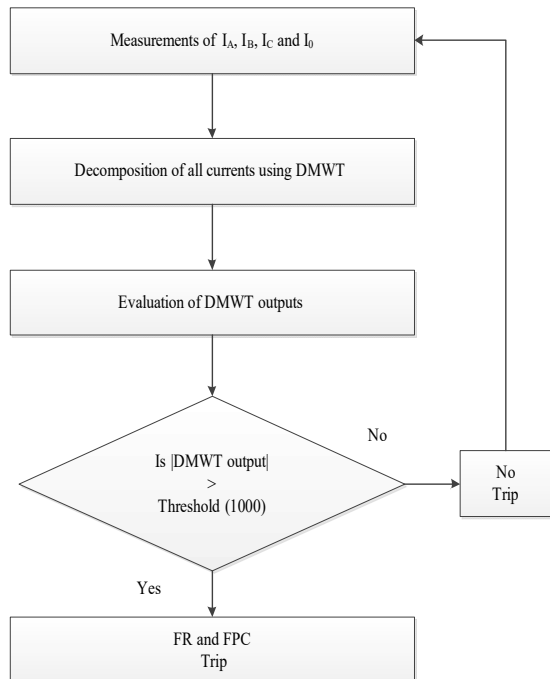 Measurements of I_A, I_B, I_C and I_0
Decomposition of all currents using DMWT
Evaluation of DMWT outputs
Is |DMWT output|
>
Threshold (1000)
No
No
Trip
Yes
FR and FPC
Trip